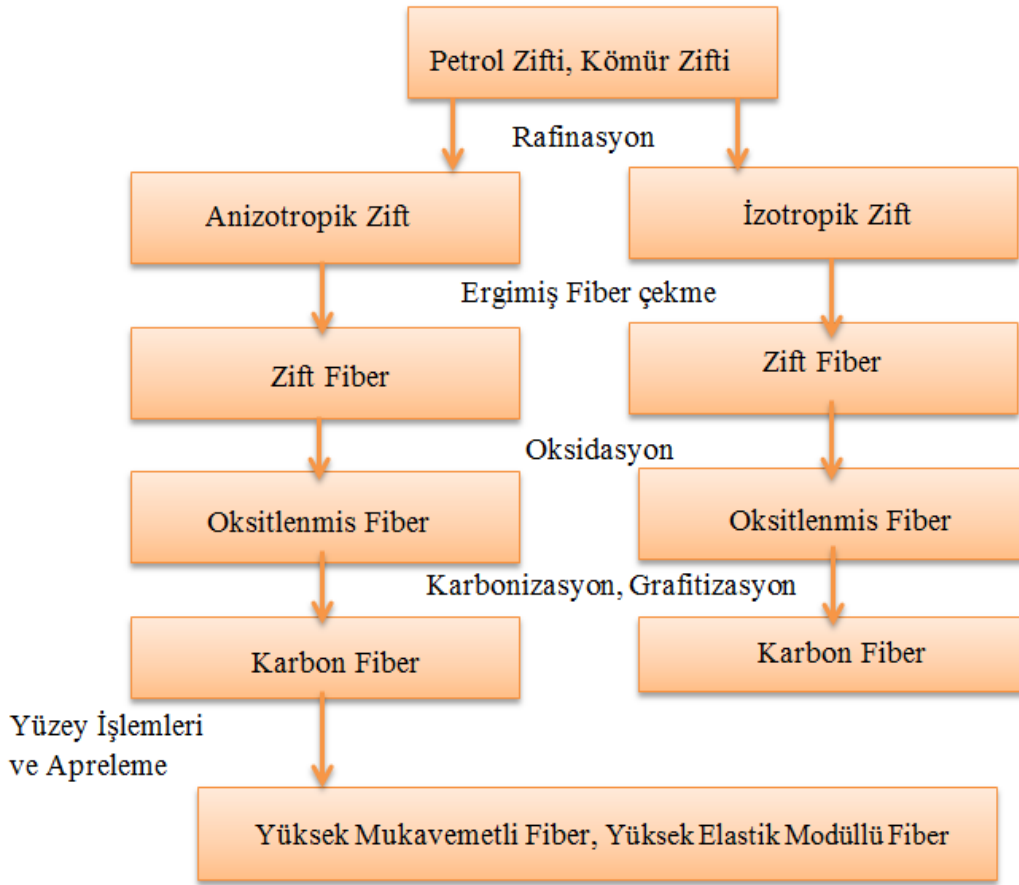 Petrol Zifti, Kömür Zifti
Rafinasyon
Anizotropik Zift
İzotropik Zift
Ergimiş Fiber çekme
Zift Fiber
Zift Fiber
Oksidasyon
Oksitlenmis Fiber
Oksitlenmis Fiber
Karbonizasyon, Grafitizasyon
Karbon Fiber
Karbon Fiber
Yüzey İşlemleri
ve Apreleme
Yüksek Mukavemetli Fiber, Yüksek Elastik Modüllü Fiber